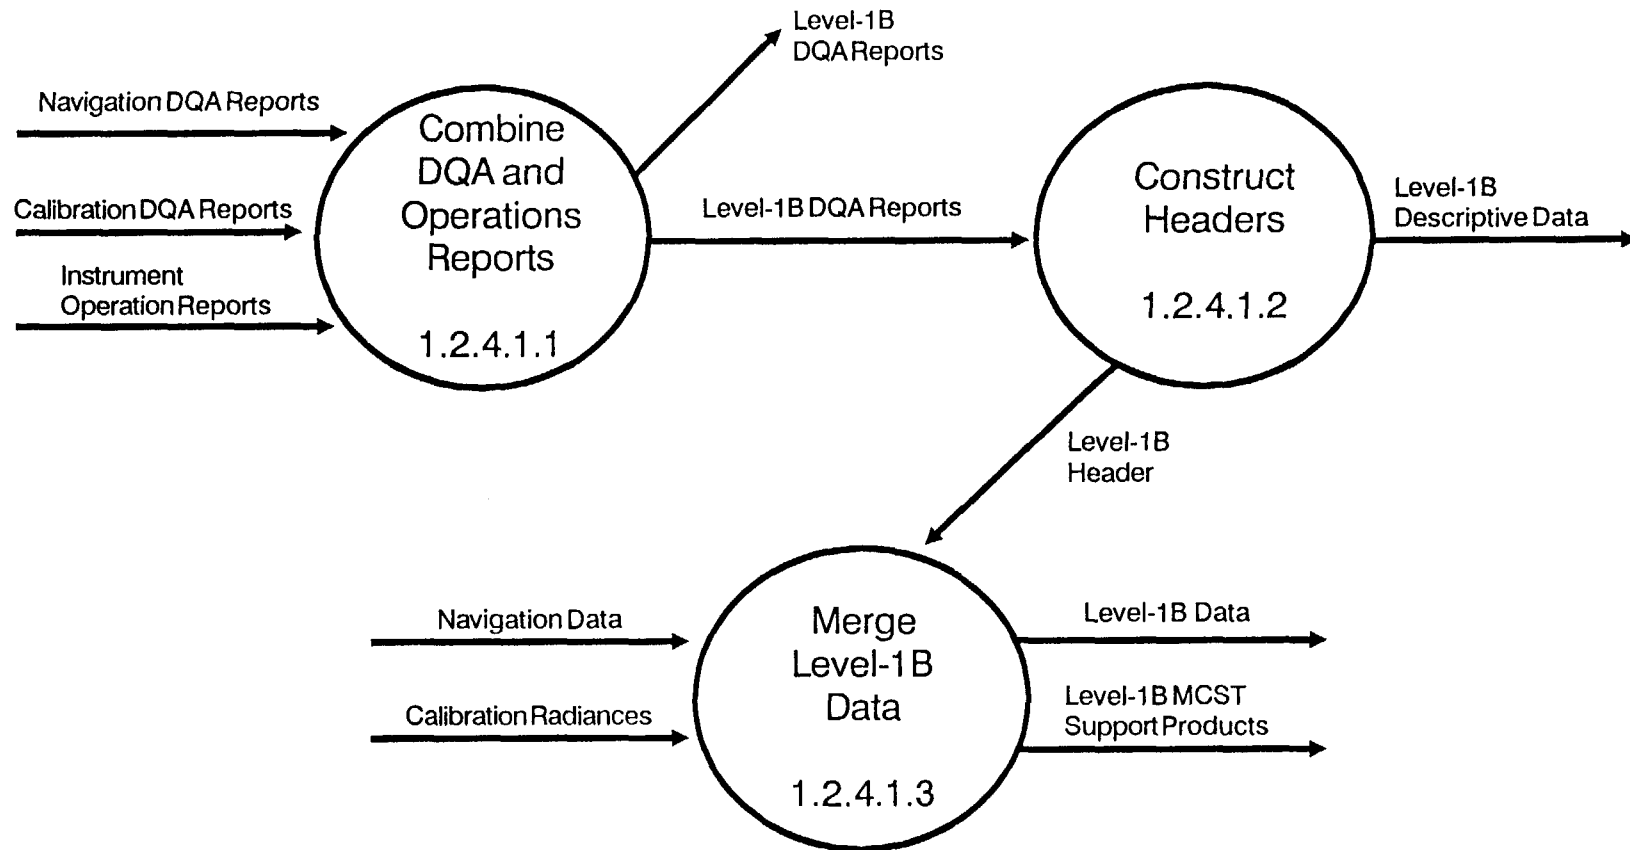 Level-1B
DQA Reports
Navigation DQA Reports
Calibration DQA Reports
Instrument
Operation Reports
Combine
DQA and
Operations
Reports
1.2.4.1.1
Level-1B DQA Reports
Construct
Headers
1.2.4.1.2
Level-1B
Descriptive Data
Level-1B
Header
Navigation Data
Calibration Radiances
Merge
Level-1B
Data
1.2.4.1.3
Level-1B Data
Level-1B MCST
Support Products